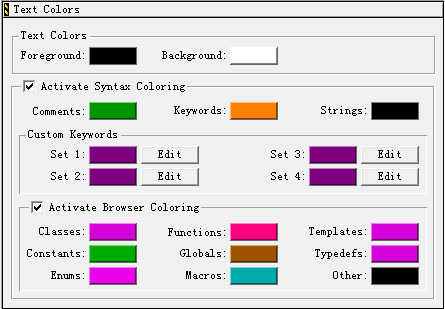 Text Colors
Text Colors
Foreground: Background:
Activate Syntax Coloring
Comments: Keywords: Strings:
Custom Keywords
Set 1: Edit Set 3: Edit
Set 2: Edit Set 4: Edit
Activate Browser Coloring
Classes: Functions: Templates:
Constants: Globals: Typedefs:
Enums: Macros: Other: